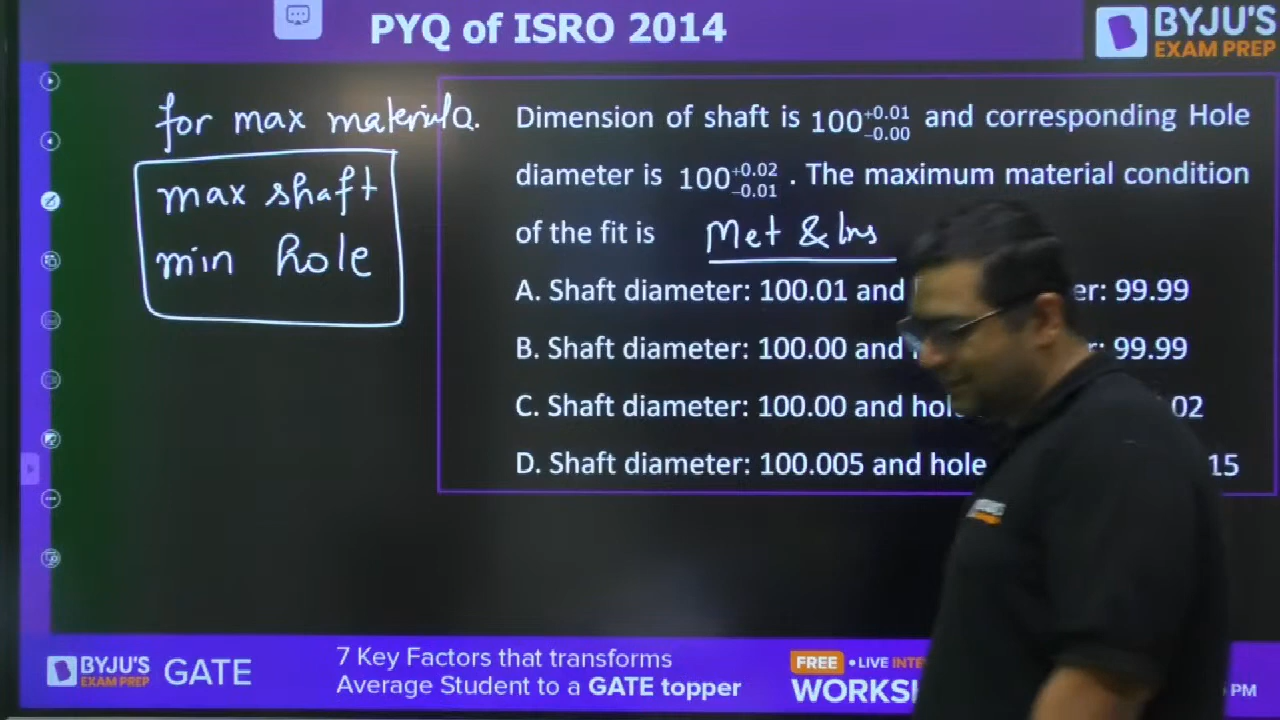 PYQ of ISRO 2014
BYJU'S
EXAM PREP
for max material Q.
max shaft
min hole
Dimension of shaft is 100 +0.01 −0.00 and corresponding Hole
diameter is 100 +0.02 −0.01 . The maximum material condition
of the fit is Met & Ins
A. Shaft diameter: 100.01 and er: 99.99
B. Shaft diameter: 100.00 and : 99.99
C. Shaft diameter: 100.00 and hol 02
D. Shaft diameter: 100.005 and hole 15
BYJU'S
EXAM PREP
GATE
7 Key Factors that transforms
Average Student to a GATE topper
FREE • LIVE INTE
WORKS
PM